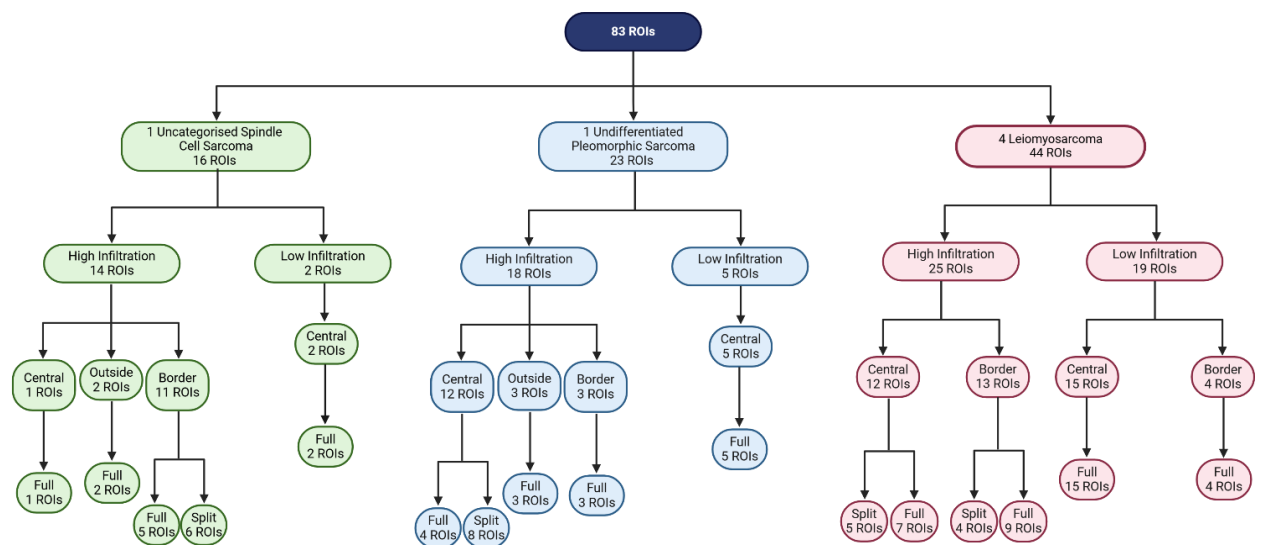 83 ROIs
1 Uncategorised Spindle
Cell Sarcoma
16 ROIs
1 Undifferentiated
Pleomorphic Sarcoma
23 ROIs
4 Leiomyosarcoma
44 ROIs
High Infiltration
14 ROIs
Low Infiltration
2 ROIs
High Infiltration
18 ROIs
Low Infiltration
5 ROIs
High Infiltration
25 ROIs
Low Infiltration
19 ROIs
Central
1 ROIs
Outside
2 ROIs
Border
11 ROIs
Central
2 ROIs
Central
12 ROIs
Outside
3 ROIs
Border
3 ROIs
Central
5 ROIs
Central
12 ROIs
Border
13 ROIs
Central
15 ROIs
Border
4 ROIs
Full
1 ROIs
Full
2 ROIs
Full
5 ROIs
Split
6 ROIs
Full
2 ROIs
Full
4 ROIs
Split
8 ROIs
Full
3 ROIs
Full
3 ROIs
Full
5 ROIs
Split
5 ROIs
Full
7 ROIs
Split
4 ROIs
Full
9 ROIs
Full
15 ROIs
Full
4 ROIs